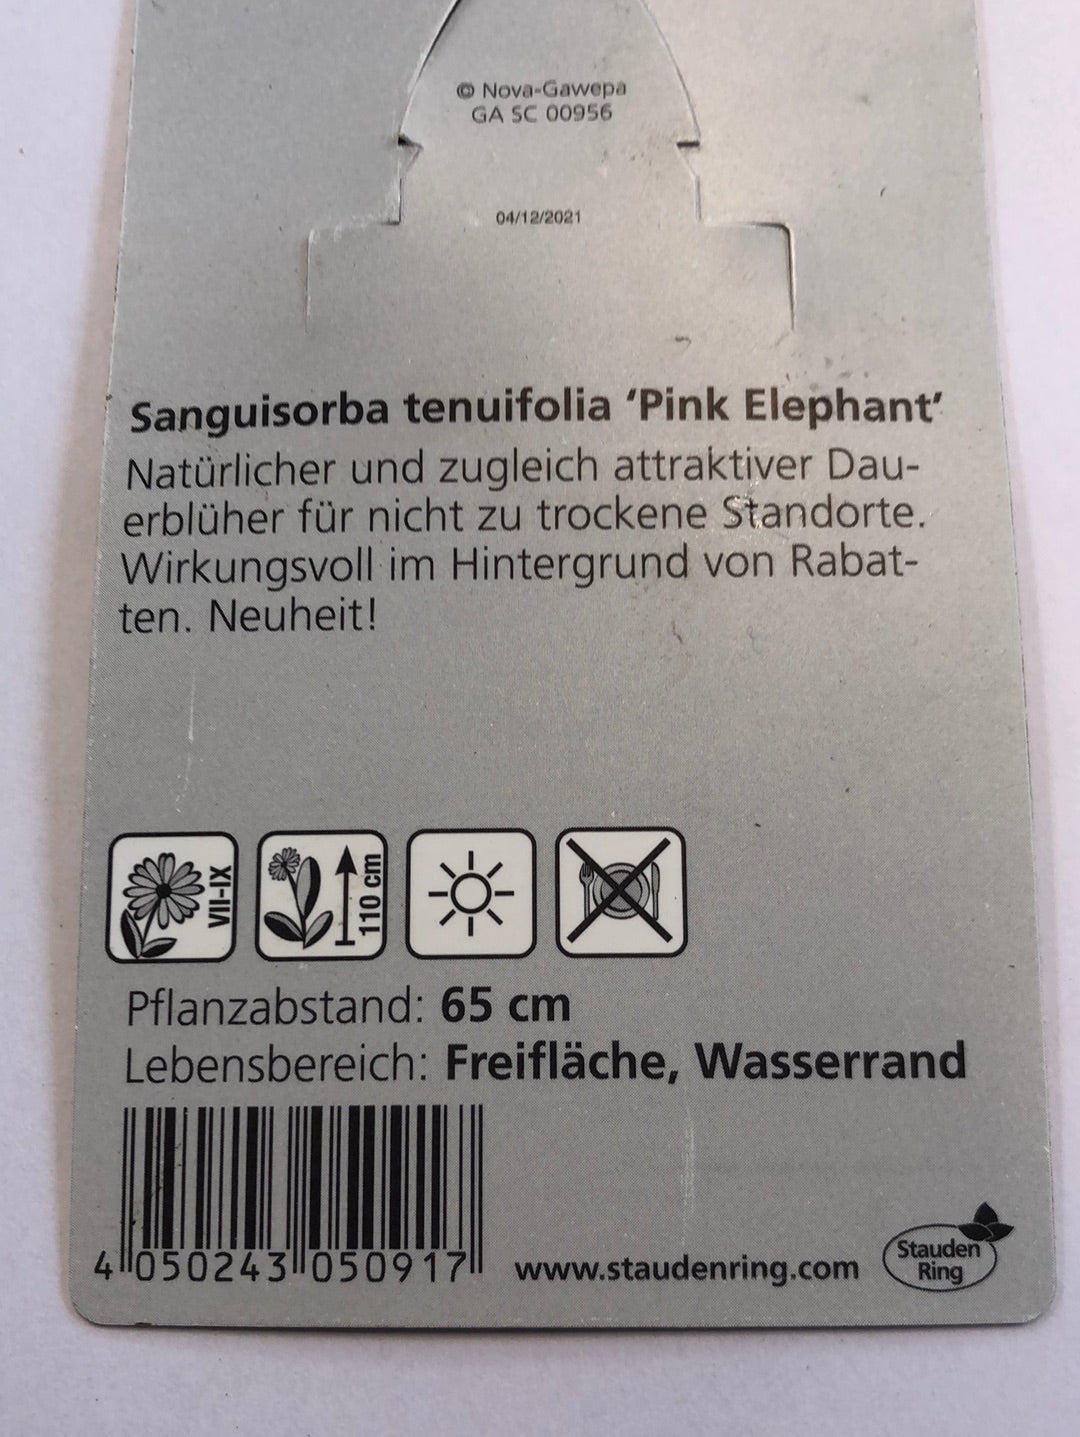 © Nova-Gawepa
GA SC 00956
04/12/2021
Sanguisorba tenuifolia ‘Pink Elephant’
Natürlicher und zugleich attraktiver Dau-
erblüher für nicht zu trockene Standorte.
Wirkungsvoll im Hintergrund von Rabat-
ten. Neuheit!
VII-IX
110 cm
Pflanzabstand: 65 cm
Lebensbereich: Freifläche, Wasserrand
4 050243 050917
www.staudenring.com
Stauden
Ring